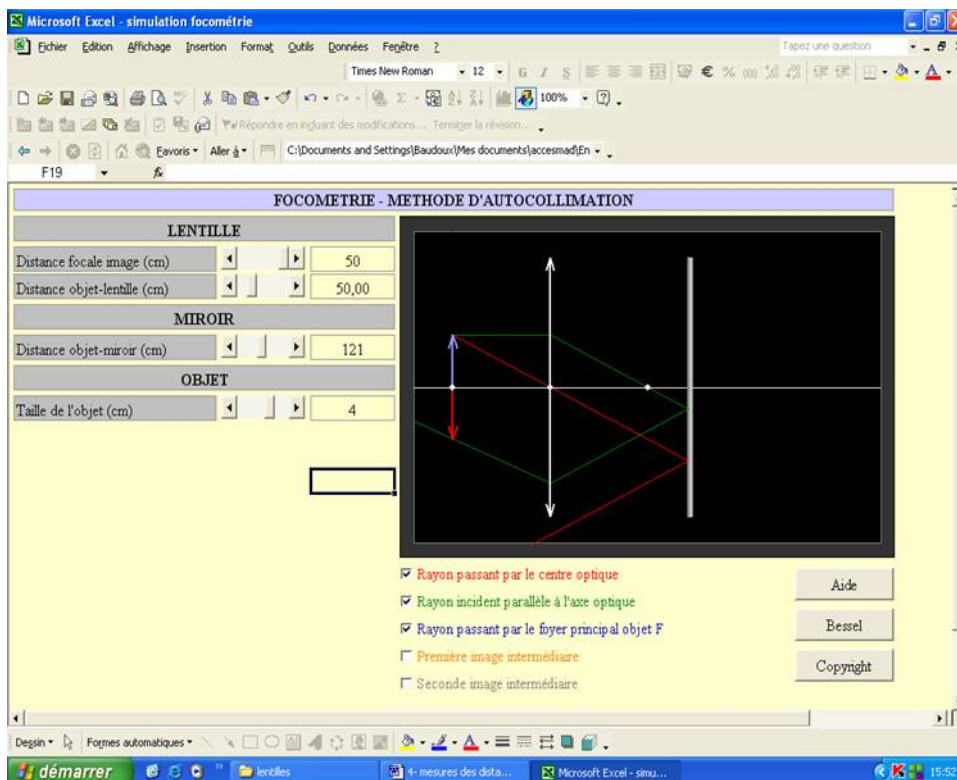 Microsoft Excel - simulation focométrie
Fichier Edition Affichage Insertion Format Outils Données Fenêtre ? Tapez une question
Times New Roman 12 G I S € % 000
100%
Répondre en incluant des modifications... Terminer la révision...
Favoris Aller à C:\Documents and Settings\Baudoux\Mes documents\accesmad\En
F19 fx
FOCOMETRIE - METHODE D'AUTOCOLLIMATION
LENTILLE
Distance focale image (cm) 50
Distance objet-lentille (cm) 50,00
MIROIR
Distance objet-miroir (cm) 121
OBJET
Taille de l'objet (cm) 4
Rayon passant par le centre optique
Rayon incident parallèle à l'axe optique
Rayon passant par le foyer principal objet F
Première image intermédiaire
Seconde image intermédiaire
Aide
Bessel
Copyright
Dessin Formes automatiques
démarrer lentilles 4- mesures des dista... Microsoft Excel - simu... 15:52